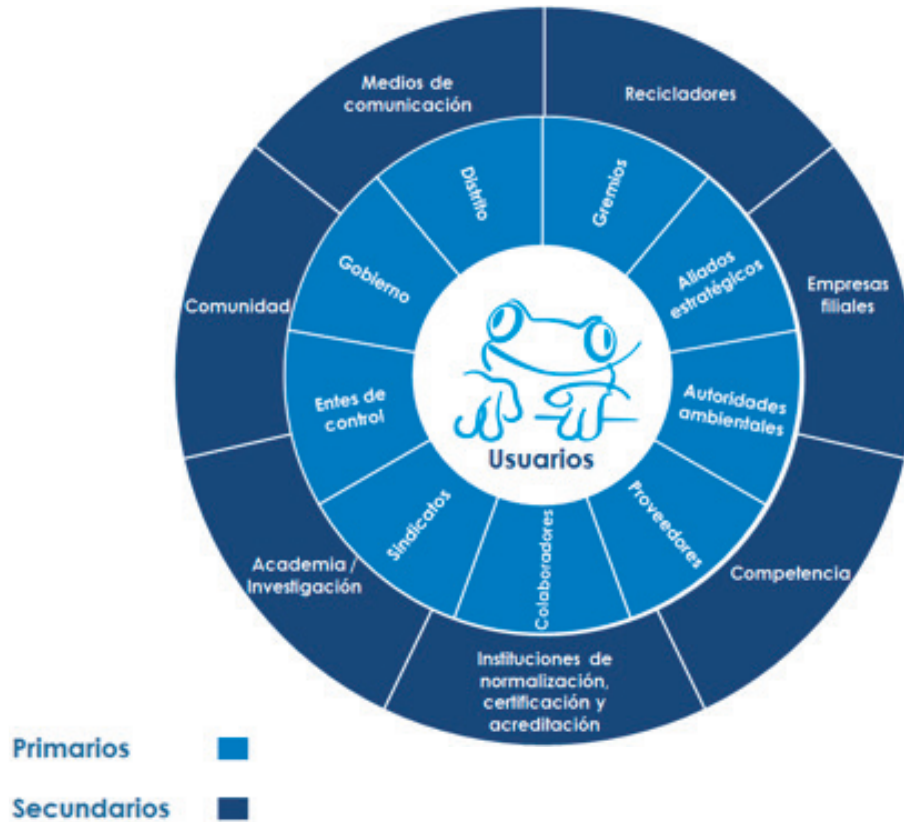 Medios de
comunicación
Recicladores
Distrito
Gremios
Gobierno
Aliados
estratégicos
Comunidad
Empresas
filiales
Entes de
control
Autoridades
ambientales
Usuarios
Sindicatos
Colaboradores
Proveedores
Academia /
Investigación
Competencia
Instituciones de
normalización,
certificación y
acreditación
Primarios
Secundarios